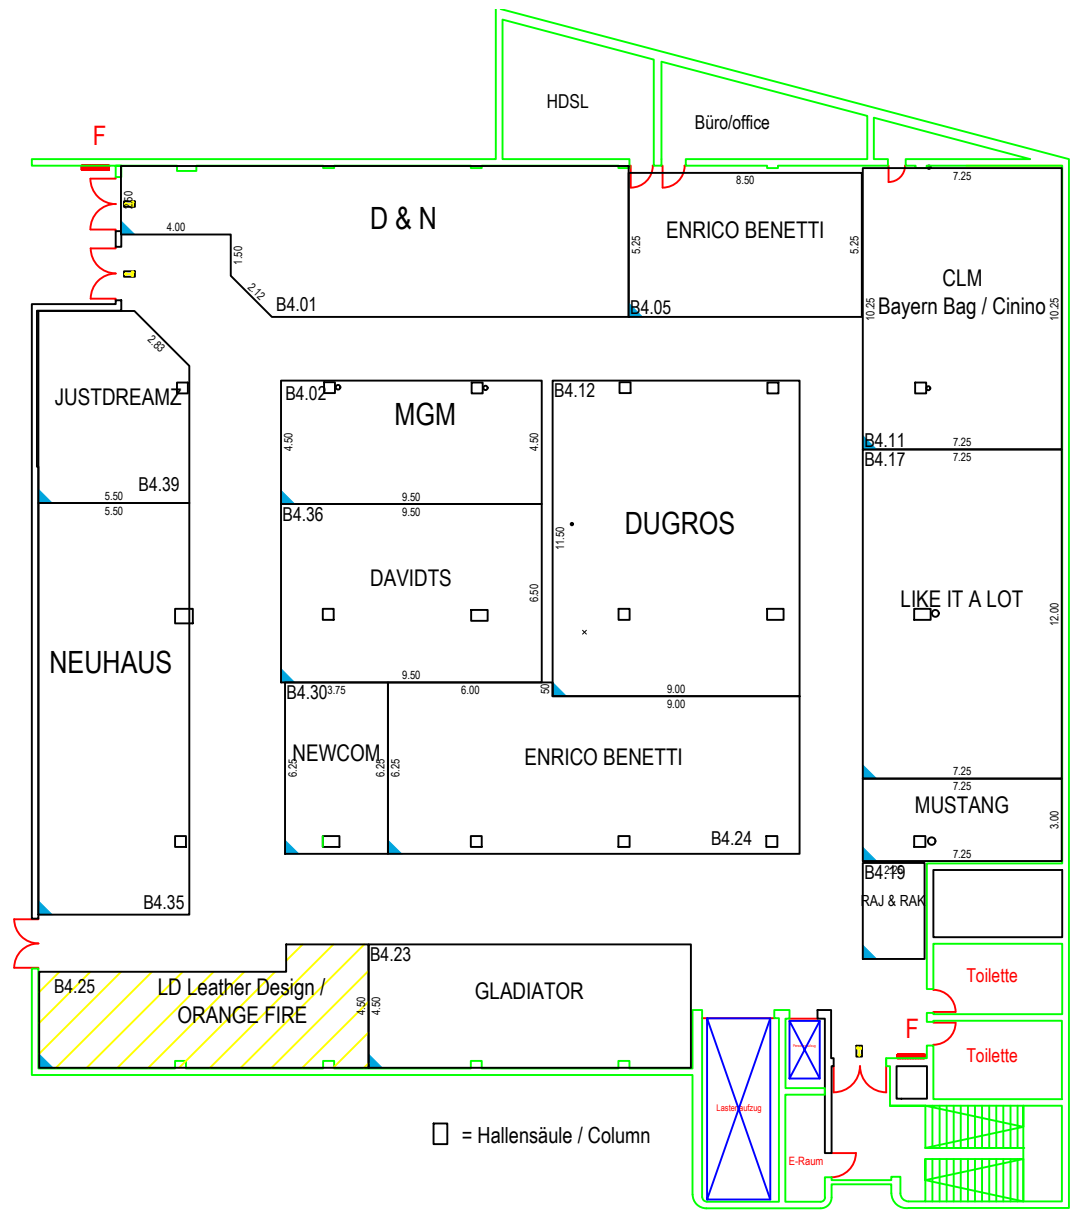 HDSL
Büro/office
F
7.25
8.50
2.50
D & N
4.00
ENRICO BENETTI
5.25
5.25
1.50
CLM
Bayern Bag / Cinino
10.25
10.25
2.12
B4.01
B4.05
2.83
JUSTDREAMZ
B4.02
MGM
B4.12
4.50
4.50
B4.11
7.25
B4.17
7.25
B4.39
5.50
5.50
9.50
B4.36
9.50
DUGROS
11.50
DAVIDTS
6.50
LIKE IT A LOT
12.00
NEUHAUS
9.50
B4.30
3.75
6.00
50
9.00
9.00
NEWCOM
6.25
6.25
6.25
ENRICO BENETTI
7.25
7.25
MUSTANG
3.00
B4.24
7.25
B4.19
2.25
RAJ & RAK
B4.35
B4.23
B4.25
LD Leather Design /
ORANGE FIRE
4.50
4.50
GLADIATOR
Toilette
F
Toilette
Lastenaufzug
= Hallensäule / Column
E-Raum